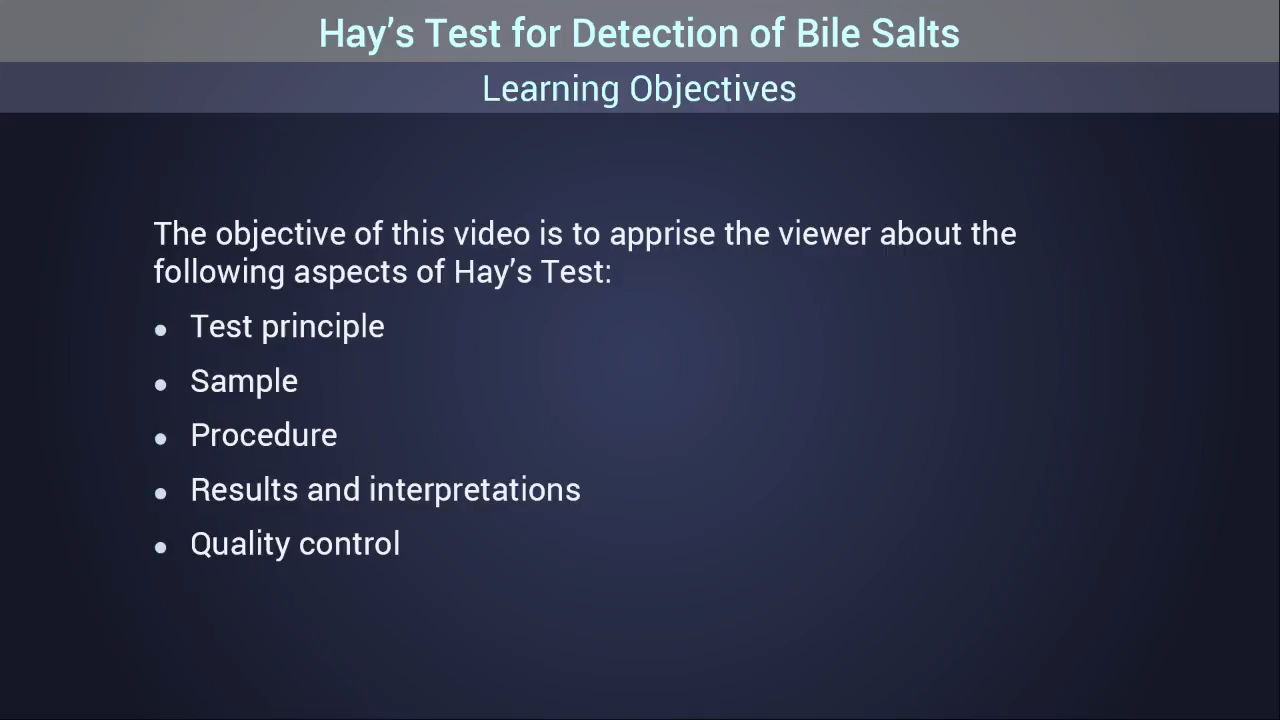 Hay’s Test for Detection of Bile Salts
Learning Objectives
The objective of this video is to apprise the viewer about the
following aspects of Hay’s Test:
● Test principle
● Sample
● Procedure
● Results and interpretations
● Quality control